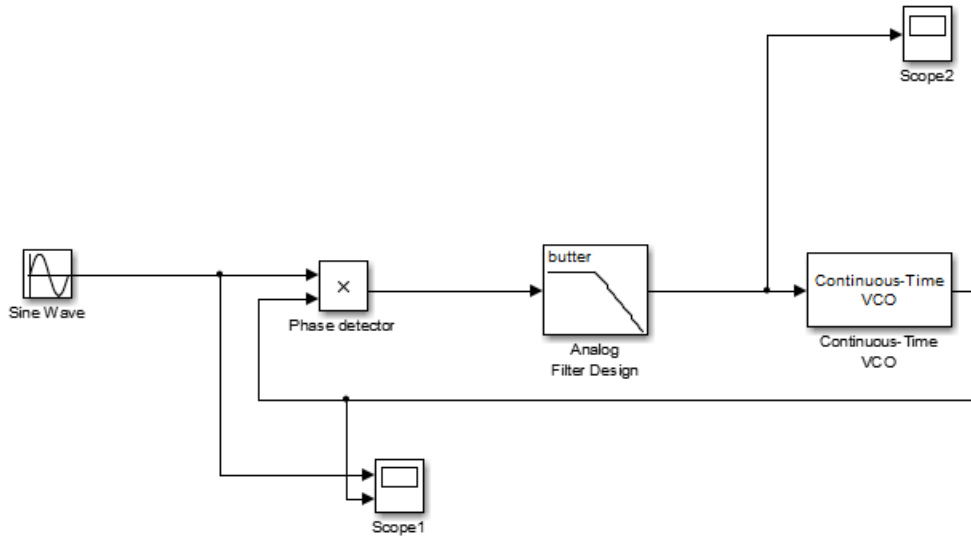 Scope2
Sine Wave
×
Phase detector
butter
Analog
Filter Design
Continuous-Time
VCO
Continuous-Time
VCO
Scope1